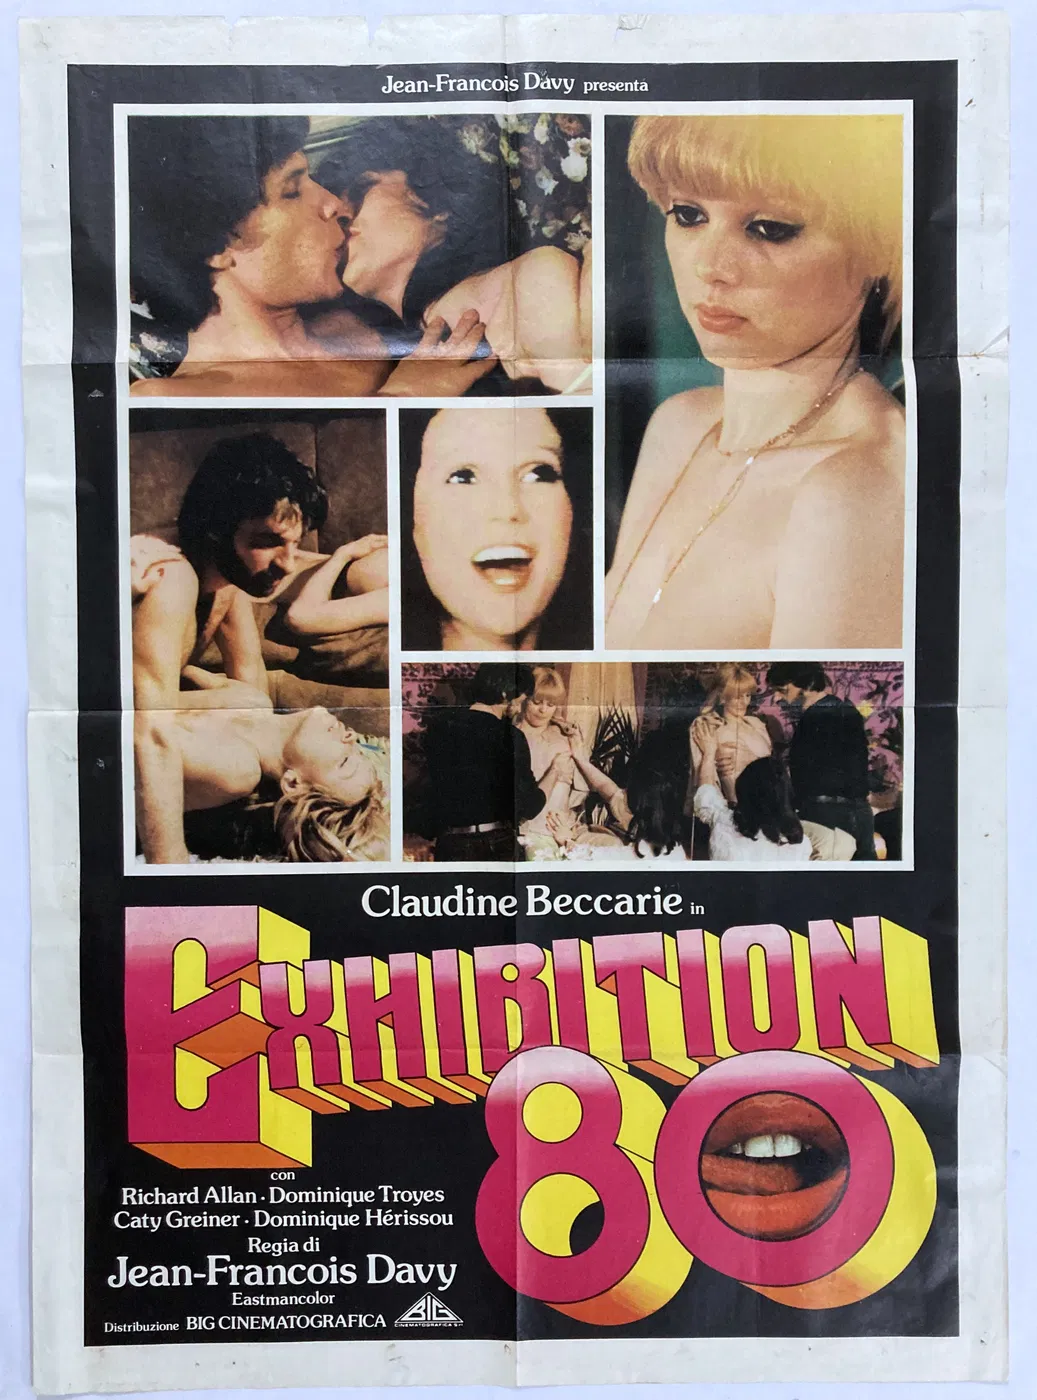 Jean-Francois Davy presenta
Claudine Beccarie in
EXHIBITION
80
con
Richard Allan · Dominique Troyes
Caty Greiner · Dominique Hérissou
Regia di
Jean-Francois Davy
Eastmancolor
Distribuzione BIG CINEMATOGRAFICA
BIG
CINEMATOGRAFICA S.r.l.